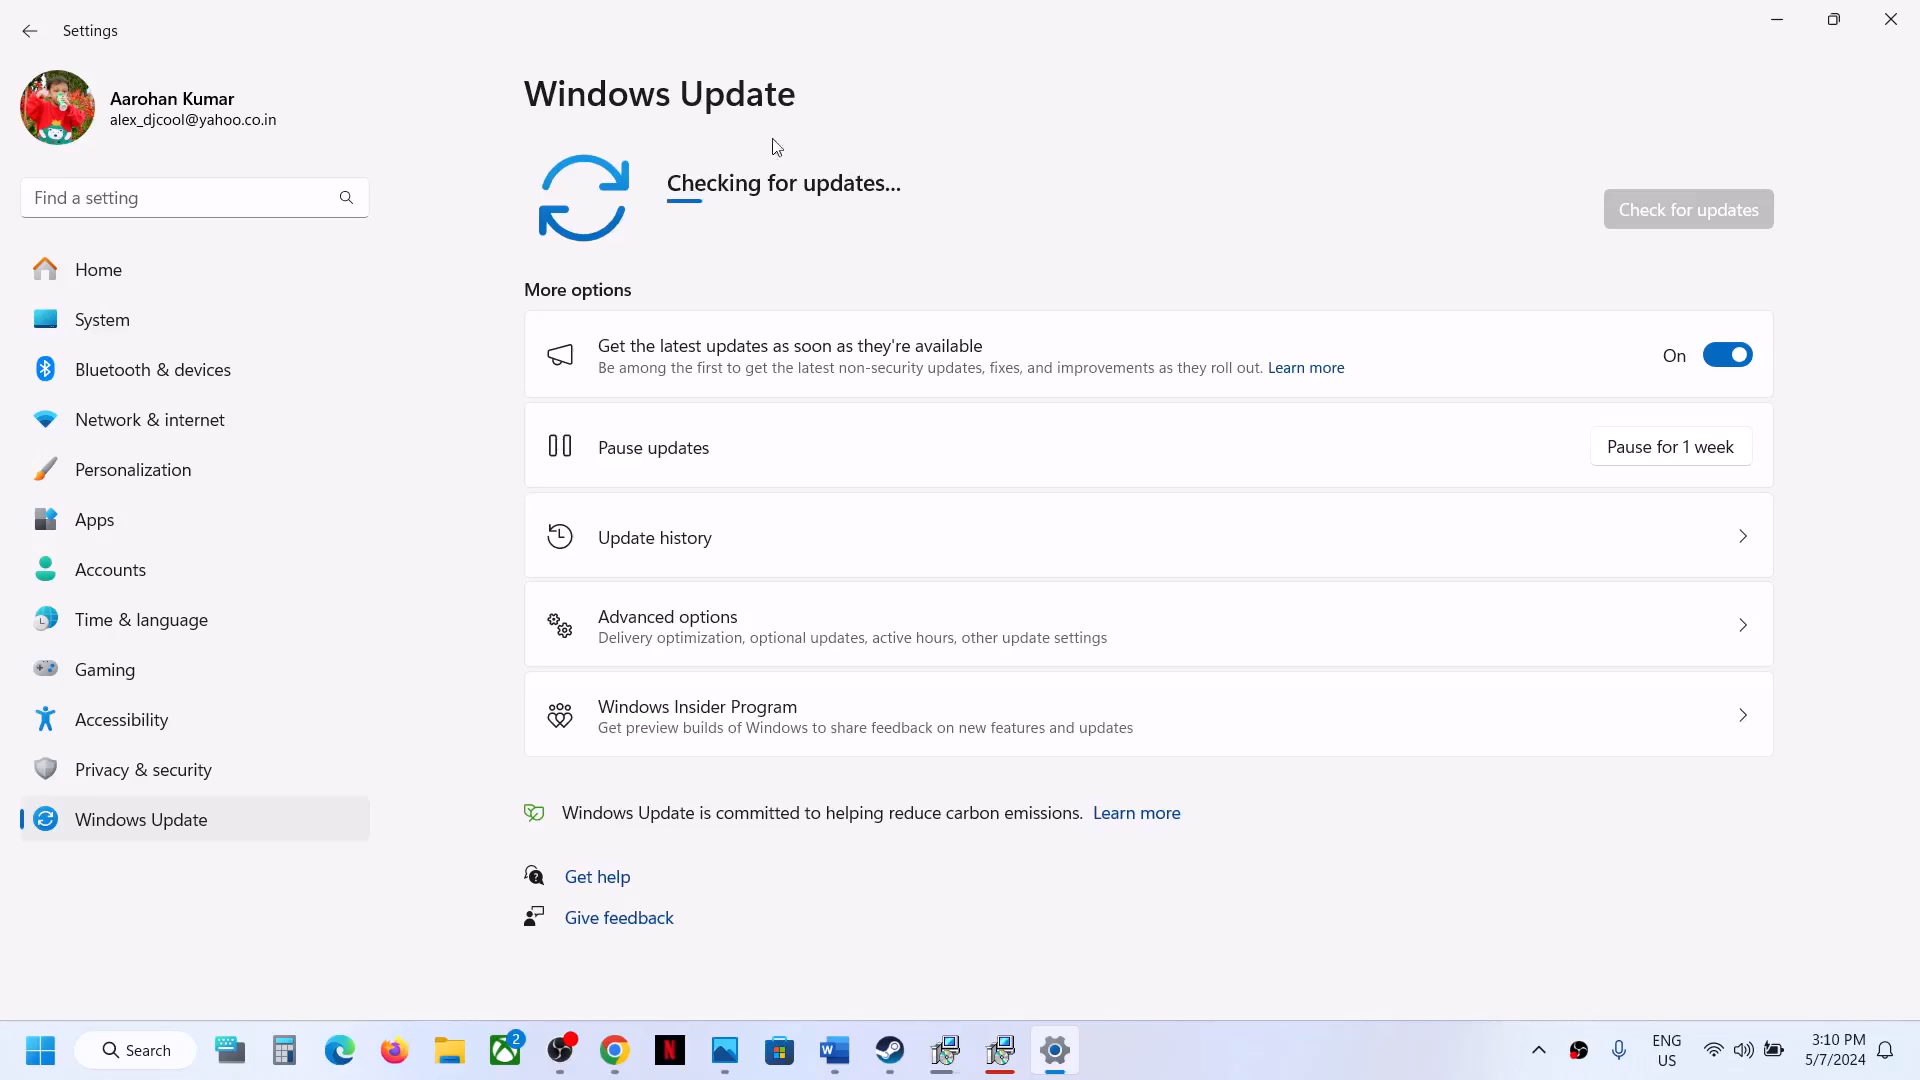 Settings
Aarohan Kumar
alex_djcool@yahoo.co.in
Find a setting
Home
System
Bluetooth & devices
Network & internet
Personalization
Apps
Accounts
Time & language
Gaming
Accessibility
Privacy & security
Windows Update
Windows Update
Checking for updates...
Check for updates
More options
Get the latest updates as soon as they're available
Be among the first to get the latest non-security updates, fixes, and improvements as they roll out. Learn more
On
Pause updates
Pause for 1 week
Update history
Advanced options
Delivery optimization, optional updates, active hours, other update settings
Windows Insider Program
Get preview builds of Windows to share feedback on new features and updates
Windows Update is committed to helping reduce carbon emissions. Learn more
Get help
Give feedback
Search
2
N
W
ENG
US
3:10 PM
5/7/2024